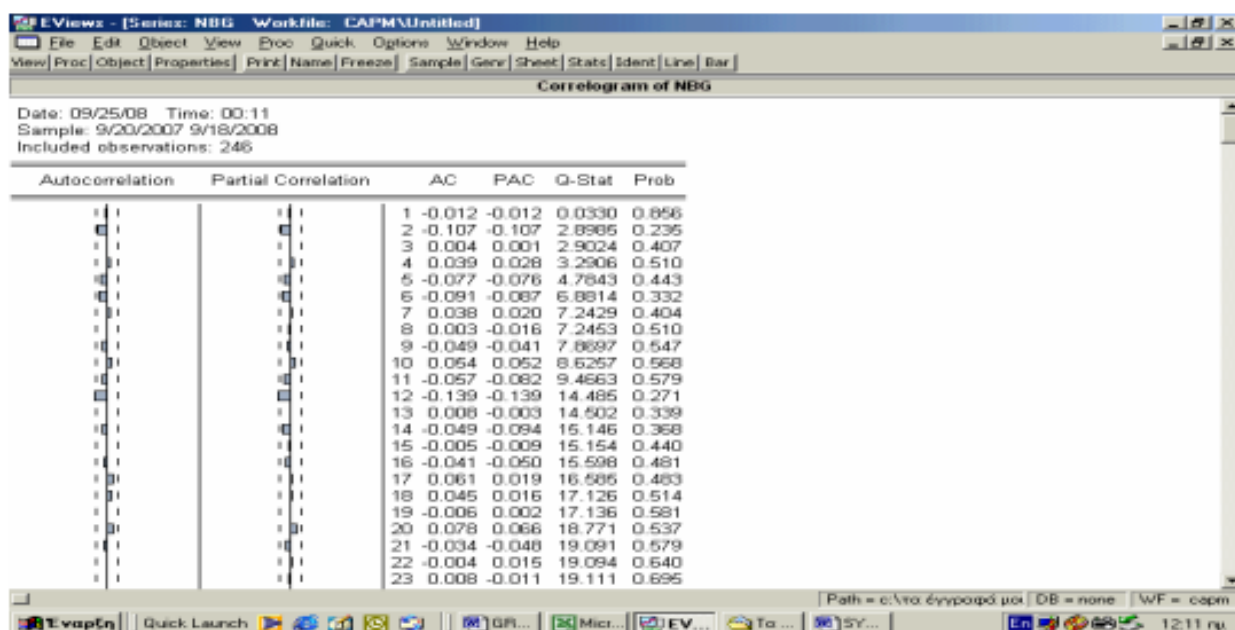 EViews - [Series: NBG Workfile: CAPM\Untitled]
File Edit Object View Proc Quick Options Window Help
View Proc Object Properties Print Name Freeze Sample Genr Sheet Stats Ident Line Bar
Correlogram of NBG
Date: 09/25/08 Time: 00:11
Sample: 9/20/2007 9/18/2008
Included observations: 246
Autocorrelation Partial Correlation AC PAC Q-Stat Prob
1 -0.012 -0.012 0.0330 0.856
2 -0.107 -0.107 2.8985 0.235
3 0.004 0.001 2.9024 0.407
4 0.039 0.028 3.2906 0.510
5 -0.077 -0.076 4.7843 0.443
6 -0.091 -0.087 6.8814 0.332
7 0.038 0.020 7.2429 0.404
8 0.003 -0.016 7.2453 0.510
9 -0.049 -0.041 7.8697 0.547
10 0.054 0.052 8.6257 0.568
11 -0.057 -0.082 9.4663 0.579
12 -0.139 -0.139 14.485 0.271
13 0.008 -0.003 14.502 0.339
14 -0.049 -0.094 15.146 0.368
15 -0.005 -0.009 15.154 0.440
16 -0.041 -0.050 15.598 0.481
17 0.061 0.019 16.585 0.483
18 0.045 0.016 17.126 0.514
19 -0.006 0.002 17.136 0.581
20 0.078 0.066 18.771 0.537
21 -0.034 -0.048 19.091 0.579
22 -0.004 0.015 19.094 0.640
23 0.008 -0.011 19.111 0.695
Path = c:\τα έγγραφά μου DB = none WF = capm
Έναρξη Quick Launch GR... Micr... EV... Τα ... SY... En 12:11 πμ